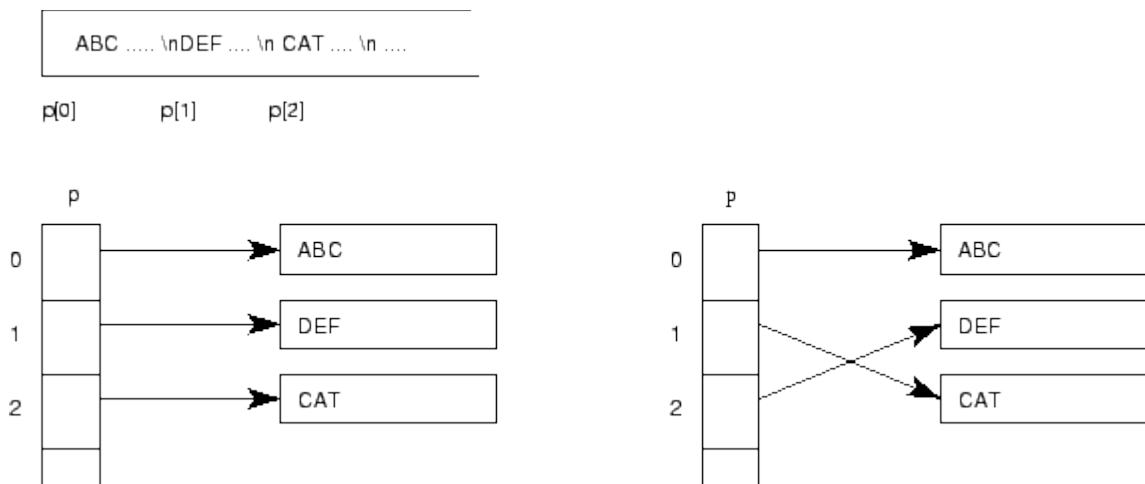 ABC ..... \nDEF .... \n CAT .... \n ....
p[0] p[1] p[2]
p
0 ABC
1 DEF
2 CAT
p
0 ABC
1 DEF
2 CAT